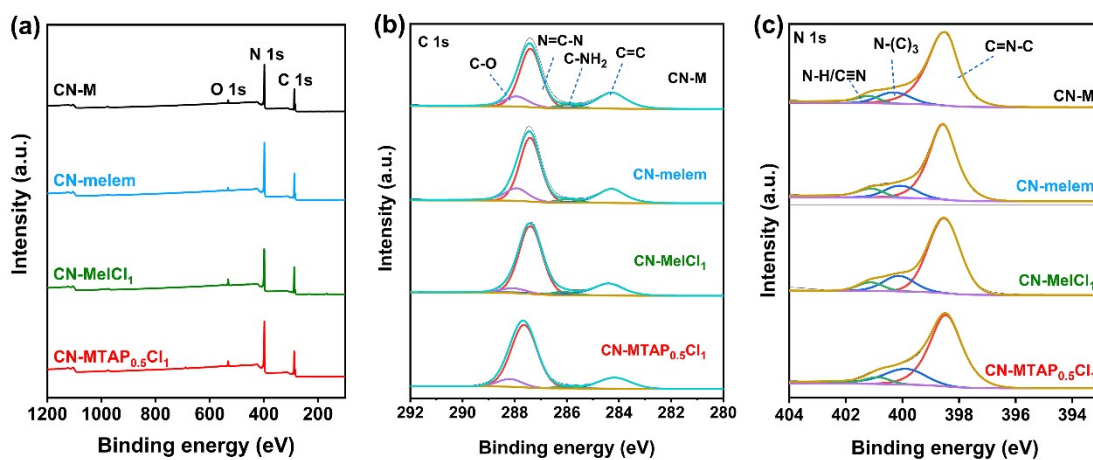 (a)
N 1s
C 1s
O 1s
CN-M
CN-melem
CN-MelCl₁
CN-MTAP₀.₅Cl₁
Intensity (a.u.)
1200 1000 800 600 400 200
Binding energy (eV)
(b)
C 1s
C-O
N=C-N
C-NH₂
C=C
CN-M
CN-melem
CN-MelCl₁
CN-MTAP₀.₅Cl₁
Intensity (a.u.)
292 290 288 286 284 282 280
Binding energy (eV)
(c)
N 1s
N-H/C≡N
N-(C)₃
C=N-C
CN-M
CN-melem
CN-MelCl₁
CN-MTAP₀.₅Cl
Intensity (a.u.)
404 402 400 398 396 394
Binding energy (eV)